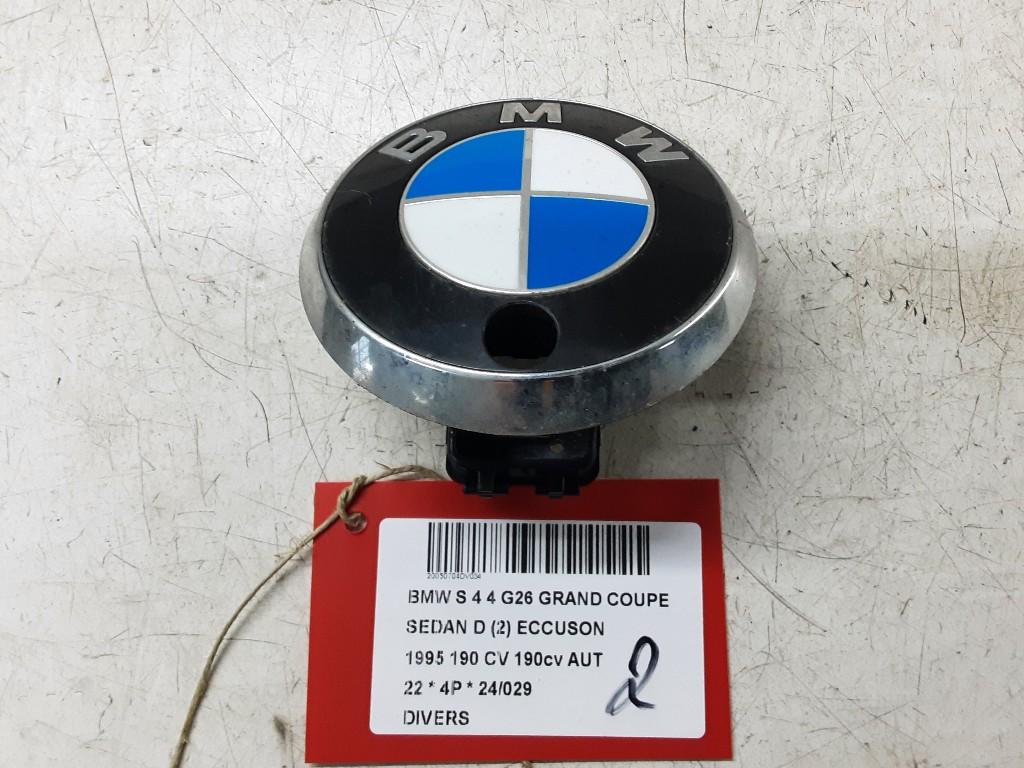 BMW
20050704DV034
BMW S 4 4 G26 GRAND COUPE
SEDAN D (2) ECCUSON
1995 190 CV 190cv AUT
22 * 4P * 24/029
DIVERS
2